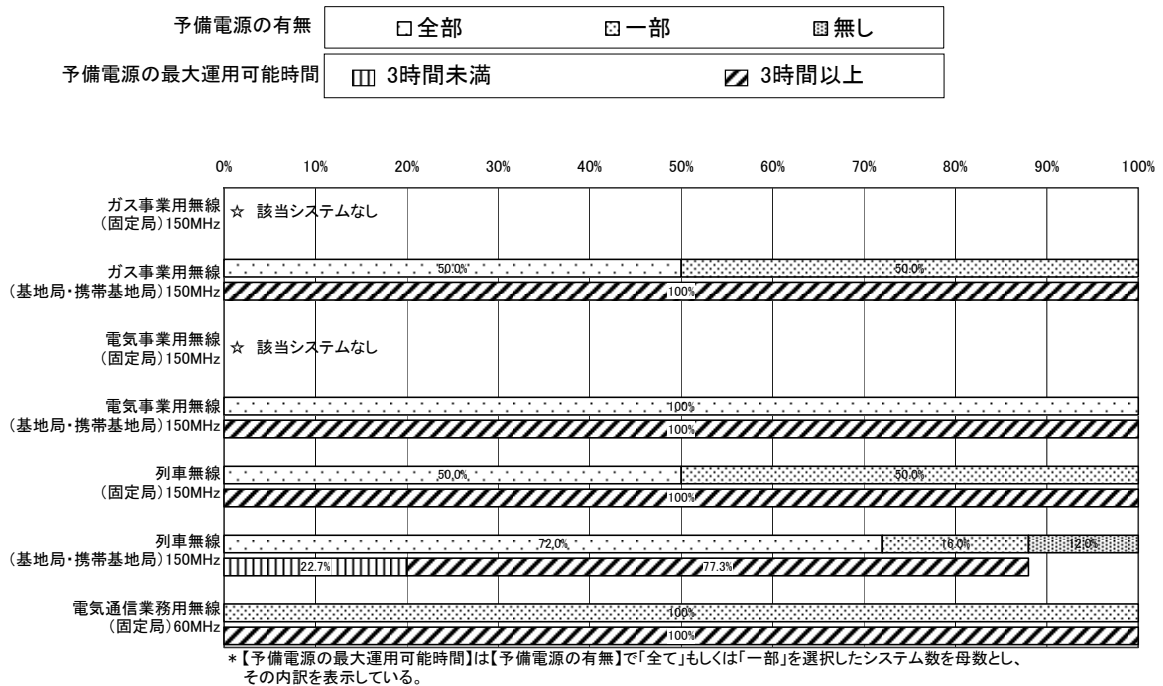 予備電源の有無
全部 一部 無し
予備電源の最大運用可能時間
3時間未満 3時間以上
0% 10% 20% 30% 40% 50% 60% 70% 80% 90% 100%
ガス事業用無線
(固定局)150MHz
☆ 該当システムなし
ガス事業用無線
(基地局・携帯基地局)150MHz
50.0% 50.0%
100%
電気事業用無線
(固定局)150MHz
☆ 該当システムなし
電気事業用無線
(基地局・携帯基地局)150MHz
100%
100%
列車無線
(固定局)150MHz
50.0% 50.0%
100%
列車無線
(基地局・携帯基地局)150MHz
72.0% 16.0% 12.0%
22.7% 77.3%
電気通信業務用無線
(固定局)60MHz
100%
100%
*【予備電源の最大運用可能時間】は【予備電源の有無】で「全て」もしくは「一部」を選択したシステム数を母数とし、
その内訳を表示している。